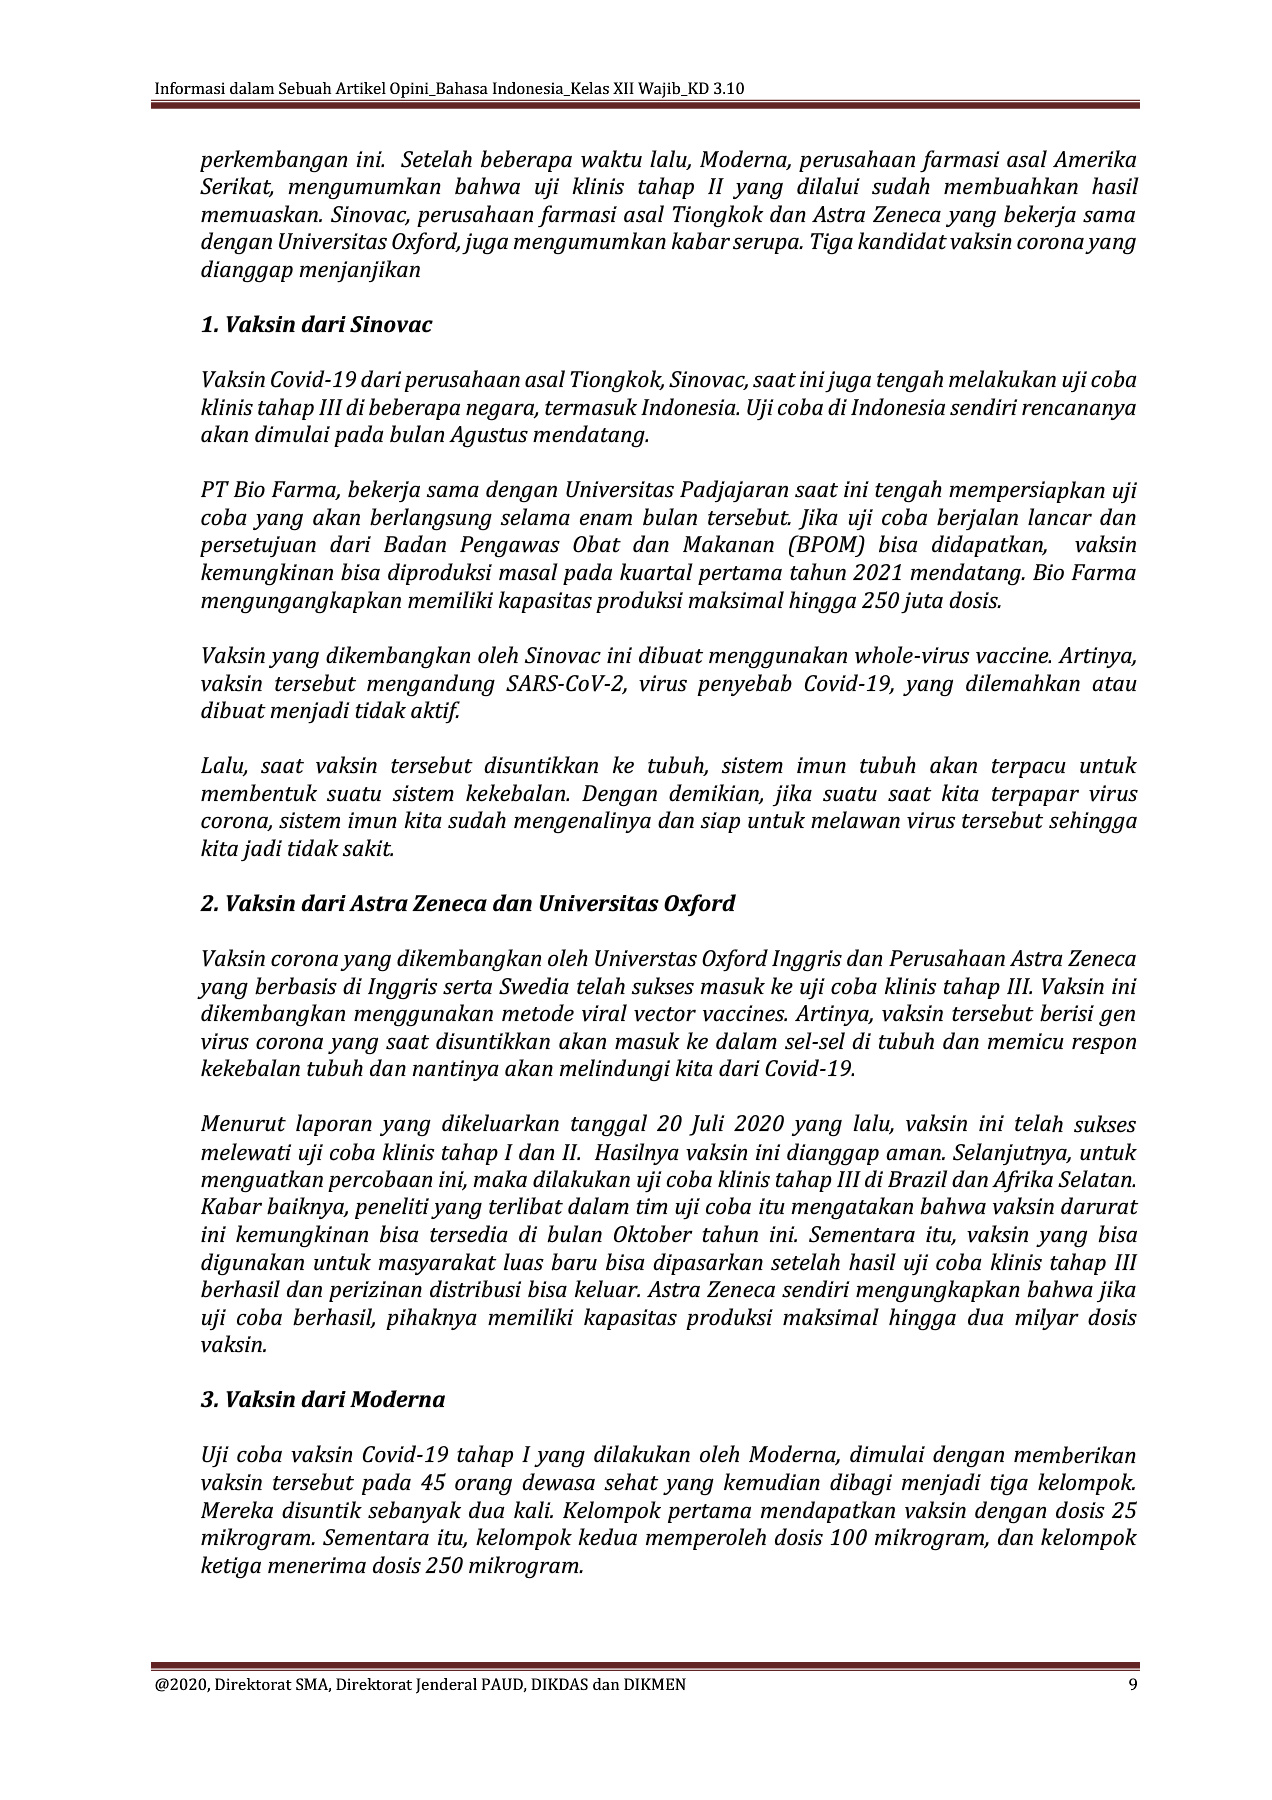 Informasi dalam Sebuah Artikel Opini_Bahasa Indonesia_Kelas XII Wajib_KD 3.10
perkembangan ini. Setelah beberapa waktu lalu, Moderna, perusahaan farmasi asal Amerika
Serikat, mengumumkan bahwa uji klinis tahap II yang dilalui sudah membuahkan hasil
memuaskan. Sinovac, perusahaan farmasi asal Tiongkok dan Astra Zeneca yang bekerja sama
dengan Universitas Oxford, juga mengumumkan kabar serupa. Tiga kandidat vaksin corona yang
dianggap menjanjikan
1. Vaksin dari Sinovac
Vaksin Covid-19 dari perusahaan asal Tiongkok, Sinovac, saat ini juga tengah melakukan uji coba
klinis tahap III di beberapa negara, termasuk Indonesia. Uji coba di Indonesia sendiri rencananya
akan dimulai pada bulan Agustus mendatang.
PT Bio Farma, bekerja sama dengan Universitas Padjajaran saat ini tengah mempersiapkan uji
coba yang akan berlangsung selama enam bulan tersebut. Jika uji coba berjalan lancar dan
persetujuan dari Badan Pengawas Obat dan Makanan (BPOM) bisa didapatkan, vaksin
kemungkinan bisa diproduksi masal pada kuartal pertama tahun 2021 mendatang. Bio Farma
mengungangkapkan memiliki kapasitas produksi maksimal hingga 250 juta dosis.
Vaksin yang dikembangkan oleh Sinovac ini dibuat menggunakan whole-virus vaccine. Artinya,
vaksin tersebut mengandung SARS-CoV-2, virus penyebab Covid-19, yang dilemahkan atau
dibuat menjadi tidak aktif.
Lalu, saat vaksin tersebut disuntikkan ke tubuh, sistem imun tubuh akan terpacu untuk
membentuk suatu sistem kekebalan. Dengan demikian, jika suatu saat kita terpapar virus
corona, sistem imun kita sudah mengenalinya dan siap untuk melawan virus tersebut sehingga
kita jadi tidak sakit.
2. Vaksin dari Astra Zeneca dan Universitas Oxford
Vaksin corona yang dikembangkan oleh Universtas Oxford Inggris dan Perusahaan Astra Zeneca
yang berbasis di Inggris serta Swedia telah sukses masuk ke uji coba klinis tahap III. Vaksin ini
dikembangkan menggunakan metode viral vector vaccines. Artinya, vaksin tersebut berisi gen
virus corona yang saat disuntikkan akan masuk ke dalam sel-sel di tubuh dan memicu respon
kekebalan tubuh dan nantinya akan melindungi kita dari Covid-19.
Menurut laporan yang dikeluarkan tanggal 20 Juli 2020 yang lalu, vaksin ini telah sukses
melewati uji coba klinis tahap I dan II. Hasilnya vaksin ini dianggap aman. Selanjutnya, untuk
menguatkan percobaan ini, maka dilakukan uji coba klinis tahap III di Brazil dan Afrika Selatan.
Kabar baiknya, peneliti yang terlibat dalam tim uji coba itu mengatakan bahwa vaksin darurat
ini kemungkinan bisa tersedia di bulan Oktober tahun ini. Sementara itu, vaksin yang bisa
digunakan untuk masyarakat luas baru bisa dipasarkan setelah hasil uji coba klinis tahap III
berhasil dan perizinan distribusi bisa keluar. Astra Zeneca sendiri mengungkapkan bahwa jika
uji coba berhasil, pihaknya memiliki kapasitas produksi maksimal hingga dua milyar dosis
vaksin.
3. Vaksin dari Moderna
Uji coba vaksin Covid-19 tahap I yang dilakukan oleh Moderna, dimulai dengan memberikan
vaksin tersebut pada 45 orang dewasa sehat yang kemudian dibagi menjadi tiga kelompok.
Mereka disuntik sebanyak dua kali. Kelompok pertama mendapatkan vaksin dengan dosis 25
mikrogram. Sementara itu, kelompok kedua memperoleh dosis 100 mikrogram, dan kelompok
ketiga menerima dosis 250 mikrogram.
@2020, Direktorat SMA, Direktorat Jenderal PAUD, DIKDAS dan DIKMEN 9